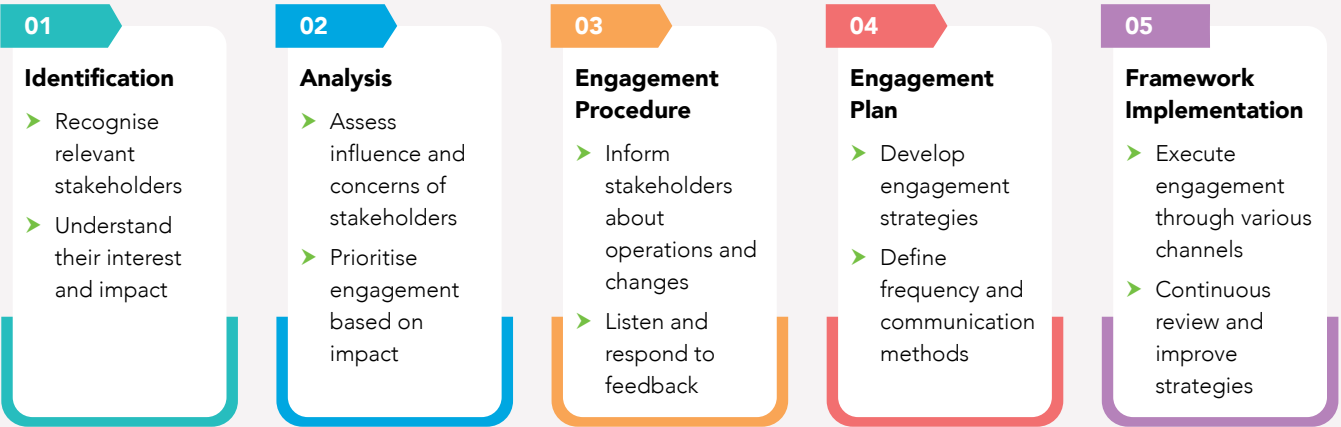 01
Identification
Recognise
relevant
stakeholders
Understand
their interest
and impact
02
Analysis
Assess
influence and
concerns of
stakeholders
Prioritise
engagement
based on
impact
03
Engagement
Procedure
Inform
stakeholders
about
operations and
changes
Listen and
respond to
feedback
04
Engagement
Plan
Develop
engagement
strategies
Define
frequency and
communication
methods
05
Framework
Implementation
Execute
engagement
through various
channels
Continuous
review and
improve
strategies